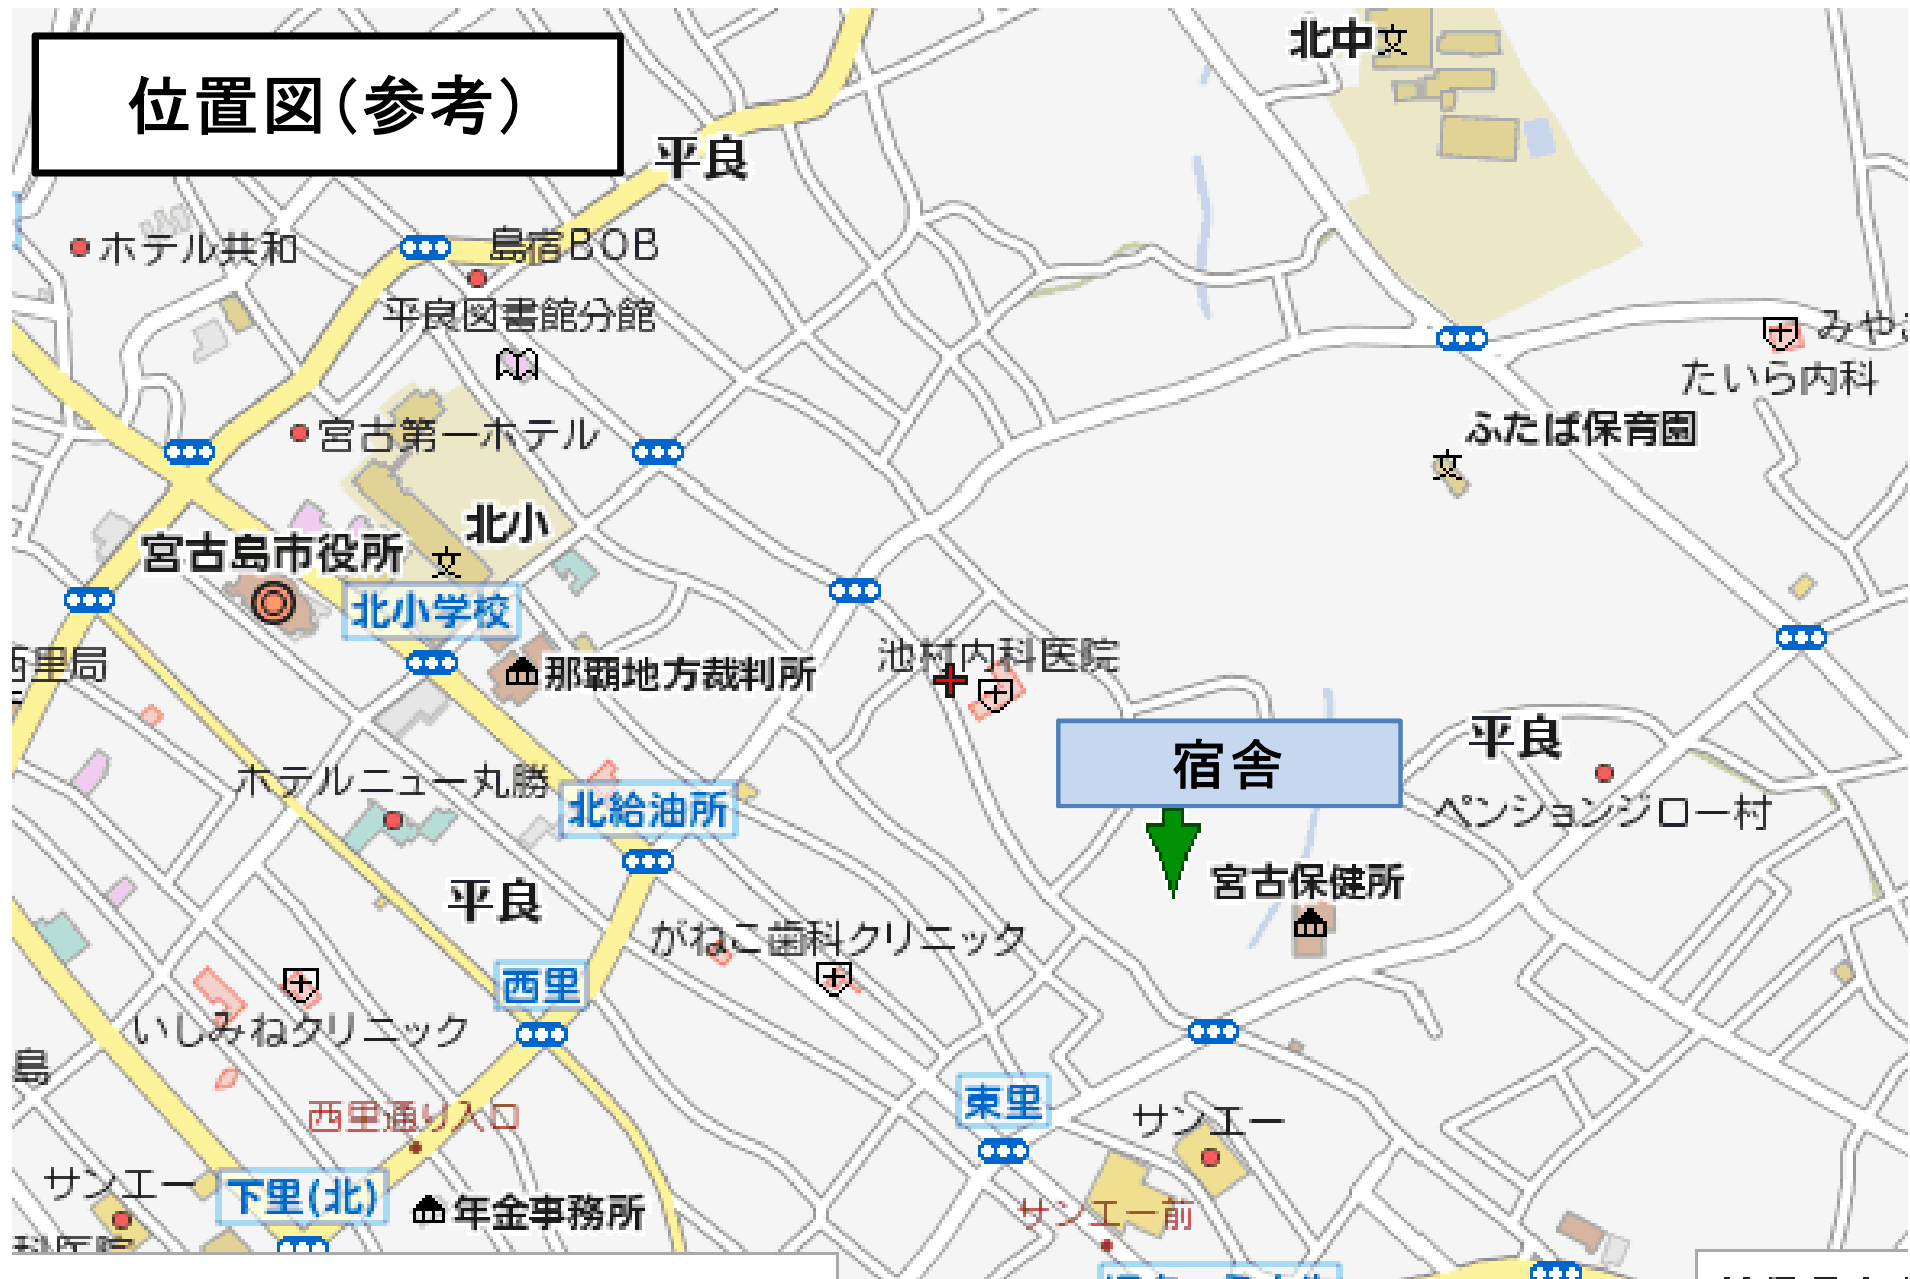 位置図(参考)
北中
平良
ホテル共和
島宿BOB
平良図書館分館
たいら内科
ふたば保育園
宮古第一ホテル
北小
宮古島市役所
北小学校
西里局
那覇地方裁判所
池村内科医院
宿舎
平良
ホテルニュー丸勝
北給油所
ペンションジロー村
平良
宮古保健所
がねこ歯科クリニック
西里
いしみねクリニック
島
東里
西里通り入口
サンエー
サンエー
下里(北)
年金事務所
サンエー前
科医院